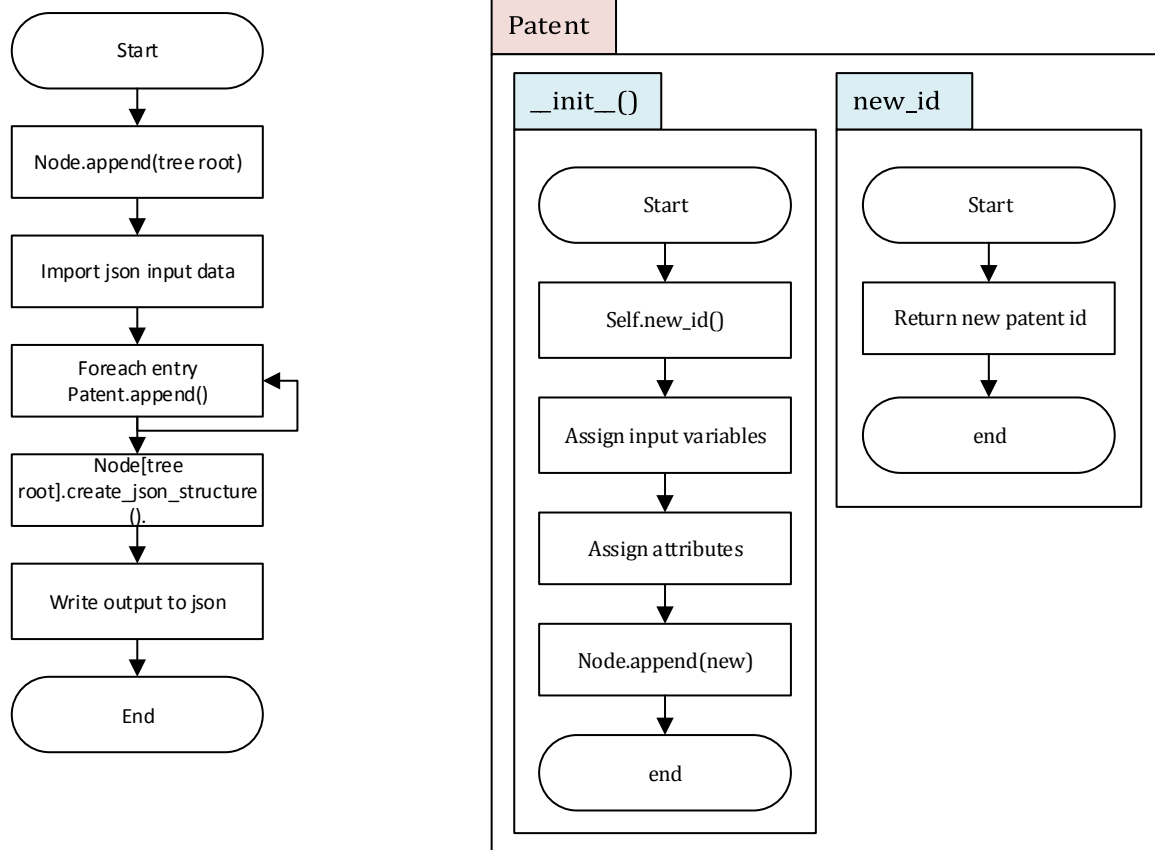 Start
Node.append(tree root)
Import json input data
Foreach entry
Patent.append()
Node[tree
root].create_json_structure
().
Write output to json
End
Patent
__init__()
Start
Self.new_id()
Assign input variables
Assign attributes
Node.append(new)
end
new_id
Start
Return new patent id
end